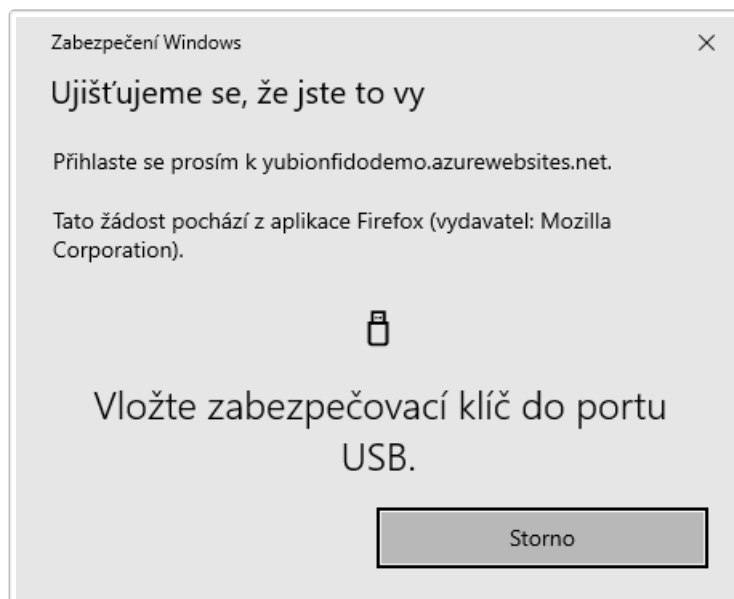 Zabezpečení Windows
Ujišťujeme se, že jste to vy
Přihlaste se prosím k yubionfidodemo.azurewebsites.net.
Tato žádost pochází z aplikace Firefox (vydavatel: Mozilla
Corporation).
Vložte zabezpečovací klíč do portu
USB.
Storno